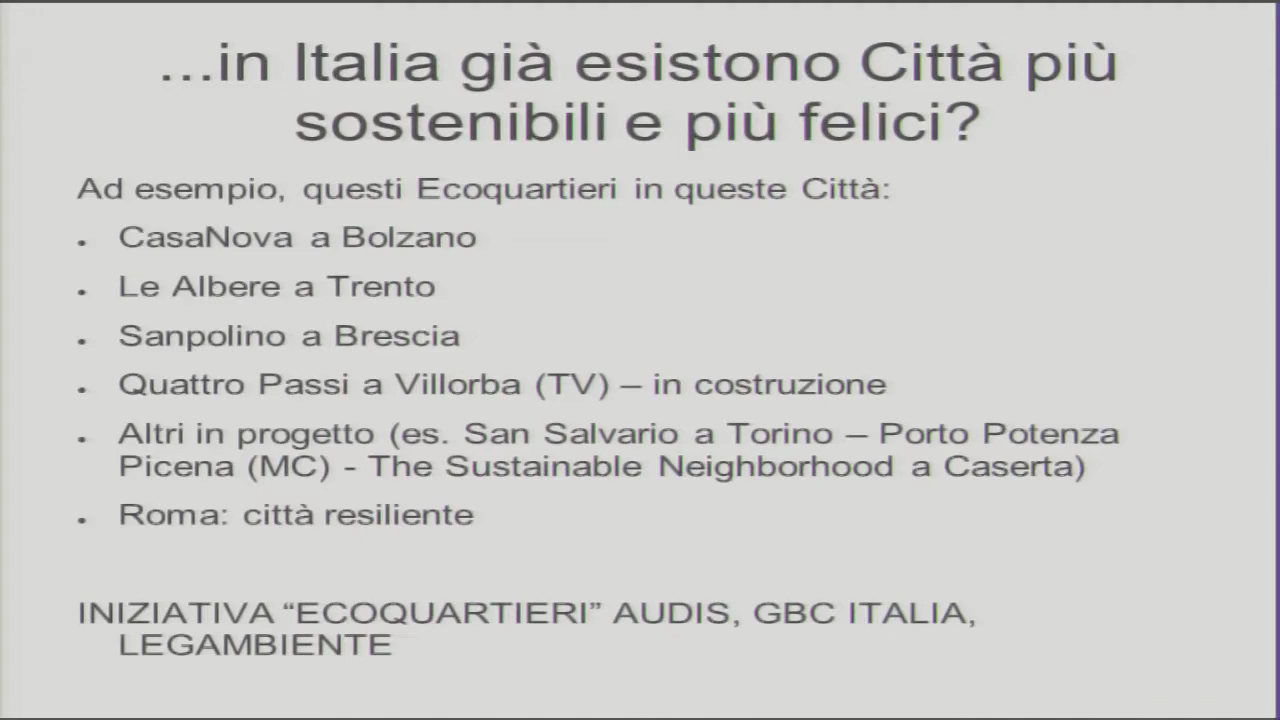 ...in Italia già esistono Città più
sostenibili e più felici?
Ad esempio, questi Ecoquartieri in queste Città:
• CasaNova a Bolzano
• Le Albere a Trento
• Sanpolino a Brescia
• Quattro Passi a Villorba (TV) – in costruzione
• Altri in progetto (es. San Salvario a Torino – Porto Potenza
Picena (MC) - The Sustainable Neighborhood a Caserta)
• Roma: città resiliente
INIZIATIVA “ECOQUARTIERI” AUDIS, GBC ITALIA,
LEGAMBIENTE